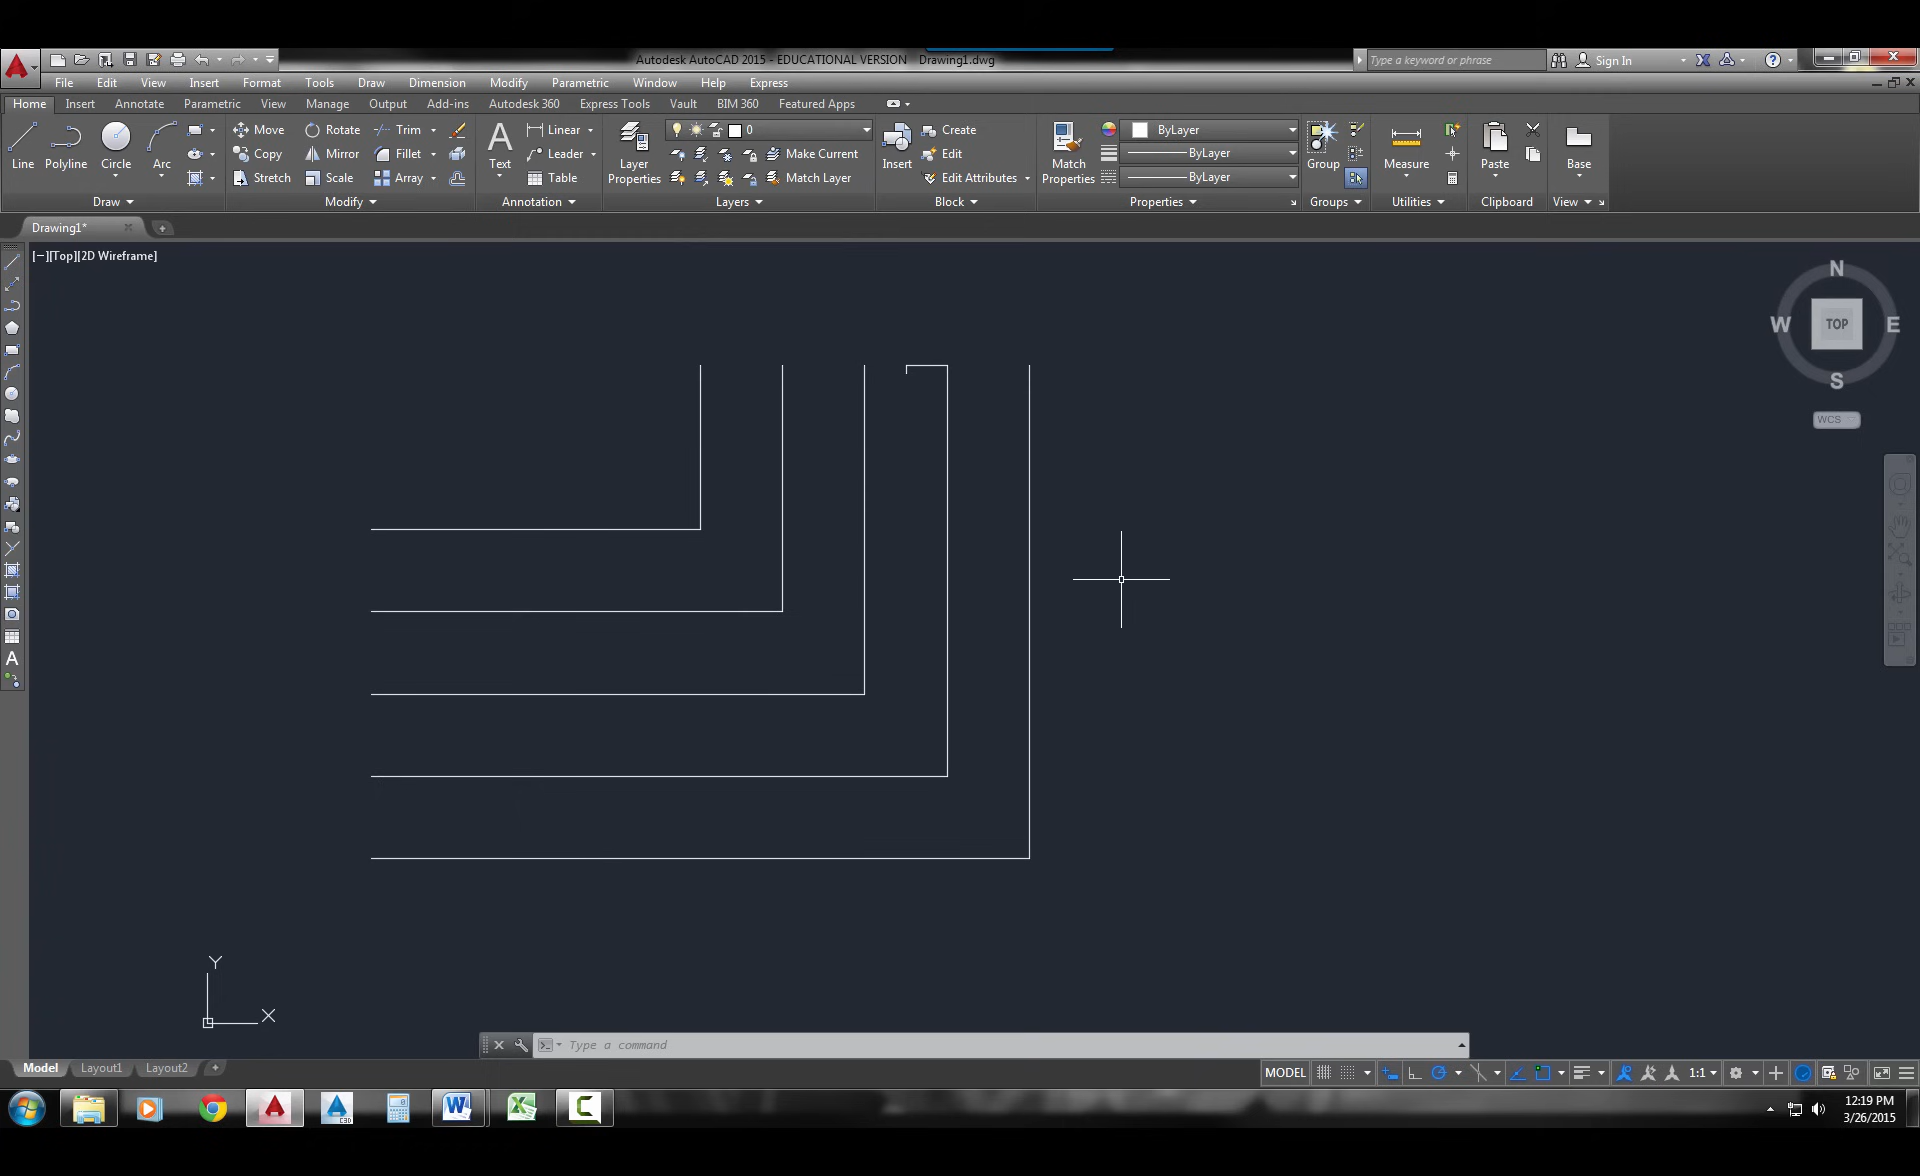 Autodesk AutoCAD 2015 - EDUCATIONAL VERSION Drawing1.dwg
Type a keyword or phrase
Sign In
File Edit View Insert Format Tools Draw Dimension Modify Parametric Window Help Express
Home Insert Annotate Parametric View Manage Output Add-ins Autodesk 360 Express Tools Vault BIM 360 Featured Apps
Line Polyline Circle Arc
Move Rotate Trim
Copy Mirror Fillet
Stretch Scale Array
Text
Linear
Leader
Table
Layer Properties
0
Make Current
Match Layer
Insert
Create
Edit
Edit Attributes
Match Properties
ByLayer
ByLayer
ByLayer
Group
Measure
Paste
Base
Draw Modify Annotation Layers Block Properties Groups Utilities Clipboard View
Drawing1*
[−][Top][2D Wireframe]
N
W TOP E
S
WCS
A
Y
X
Type a command
Model Layout1 Layout2
MODEL
1:1
C3D
12:19 PM
3/26/2015